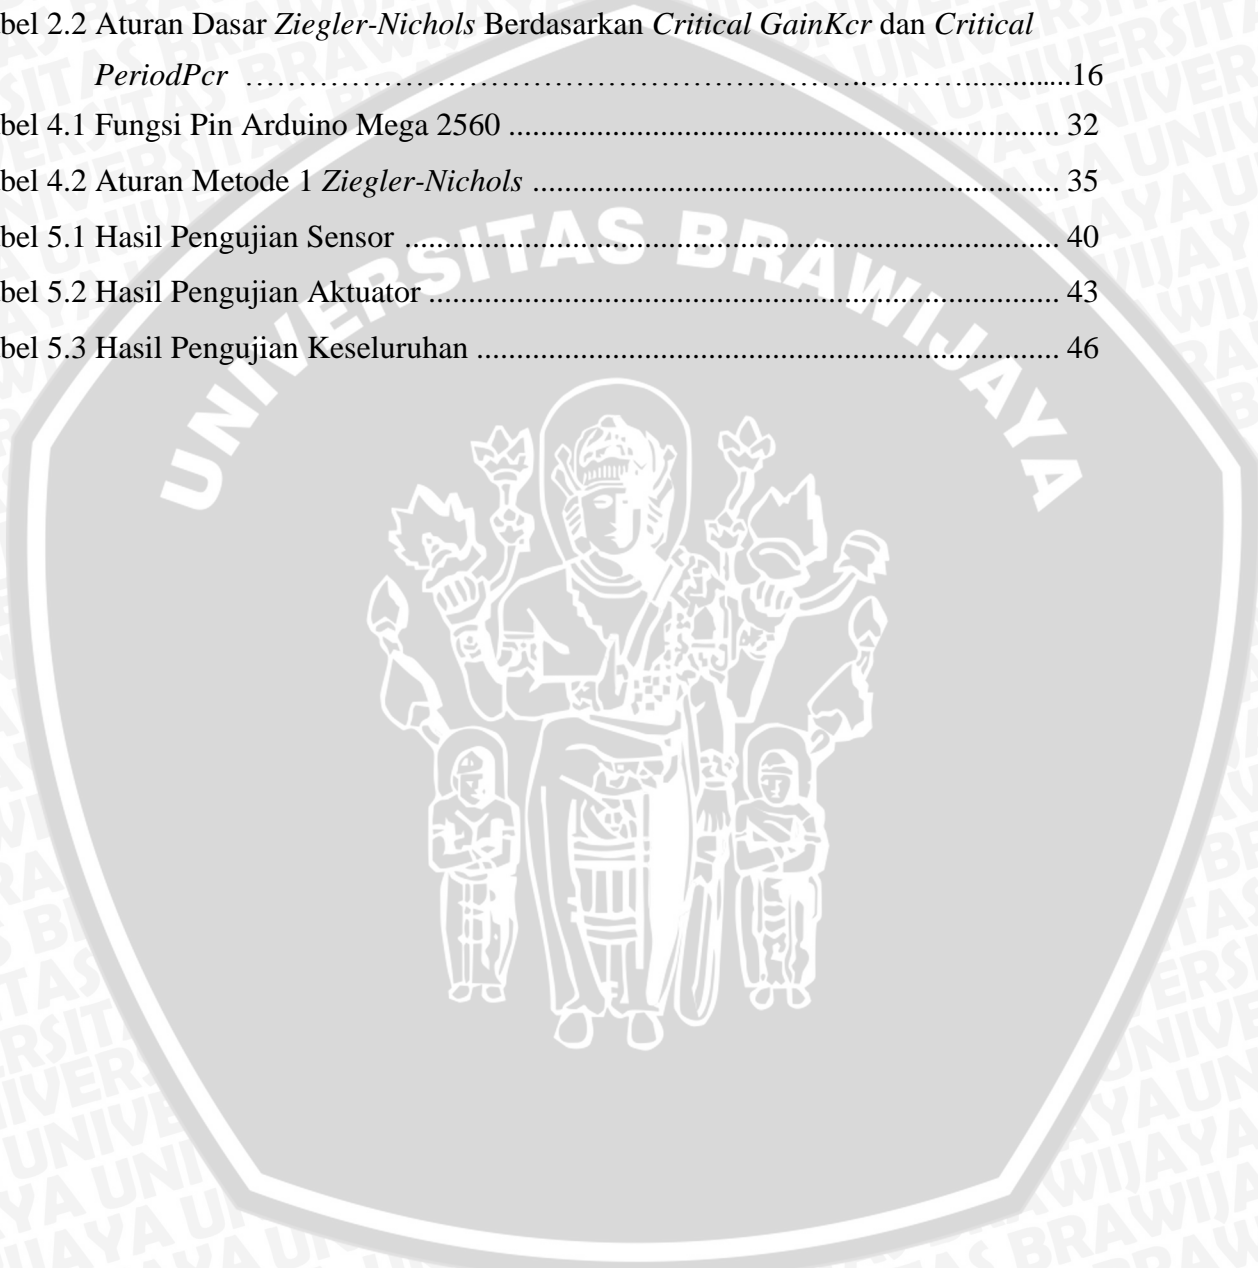 bel 2.2 Aturan Dasar Ziegler-Nichols Berdasarkan Critical GainKcr dan Critical
PeriodPcr ……………………………………………………..………...........16
bel 4.1 Fungsi Pin Arduino Mega 2560 ...................................................................... 32
bel 4.2 Aturan Metode 1 Ziegler-Nichols .................................................................. 35
bel 5.1 Hasil Pengujian Sensor .................................................................................. 40
bel 5.2 Hasil Pengujian Aktuator ............................................................................... 43
bel 5.3 Hasil Pengujian Keseluruhan ......................................................................... 46
UNIVERSITAS BRAWIJAYA